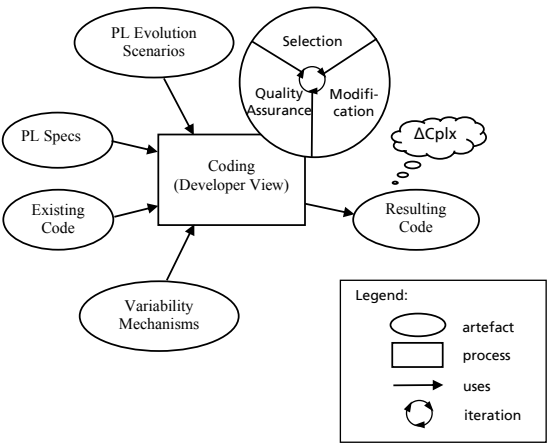 PL Evolution
Scenarios
Selection
Quality
Assurance
Modifi-
cation
PL Specs
Coding
(Developer View)
ΔCplx
Existing
Code
Resulting
Code
Variability
Mechanisms
Legend:
artefact
process
uses
iteration